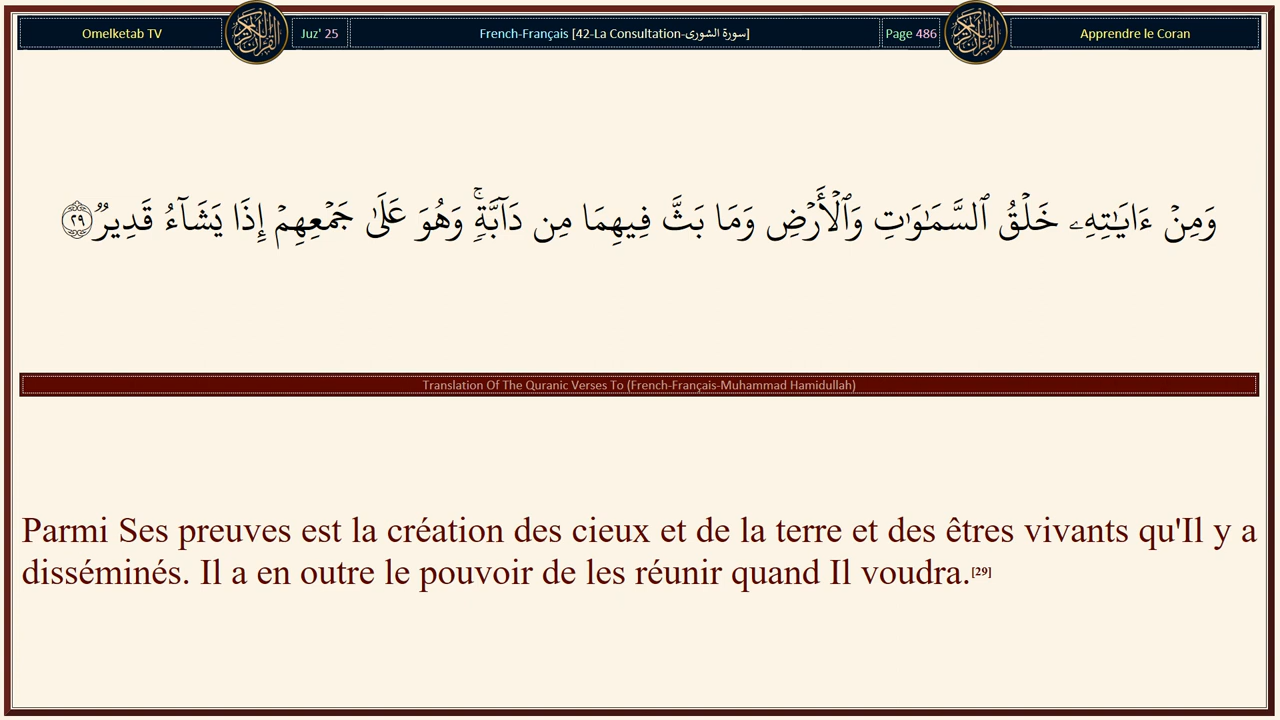 Omelketab TV
Juz' 25
French-Français [42-La Consultation-سورة الشورى]
Page 486
Apprendre le Coran
وَمِنْ ءَايَـٰتِهِۦ خَلْقُ ٱلسَّمَـٰوَٰتِ وَٱلْأَرْضِ وَمَا بَثَّ فِيهِمَا مِن دَآبَّةٍۢ ۚ وَهُوَ عَلَىٰ جَمْعِهِمْ إِذَا يَشَآءُ قَدِيرٌۭ ٢٩
Translation Of The Quranic Verses To (French-Français-Muhammad Hamidullah)
Parmi Ses preuves est la création des cieux et de la terre et des êtres vivants qu'Il y a
disséminés. Il a en outre le pouvoir de les réunir quand Il voudra.[29]